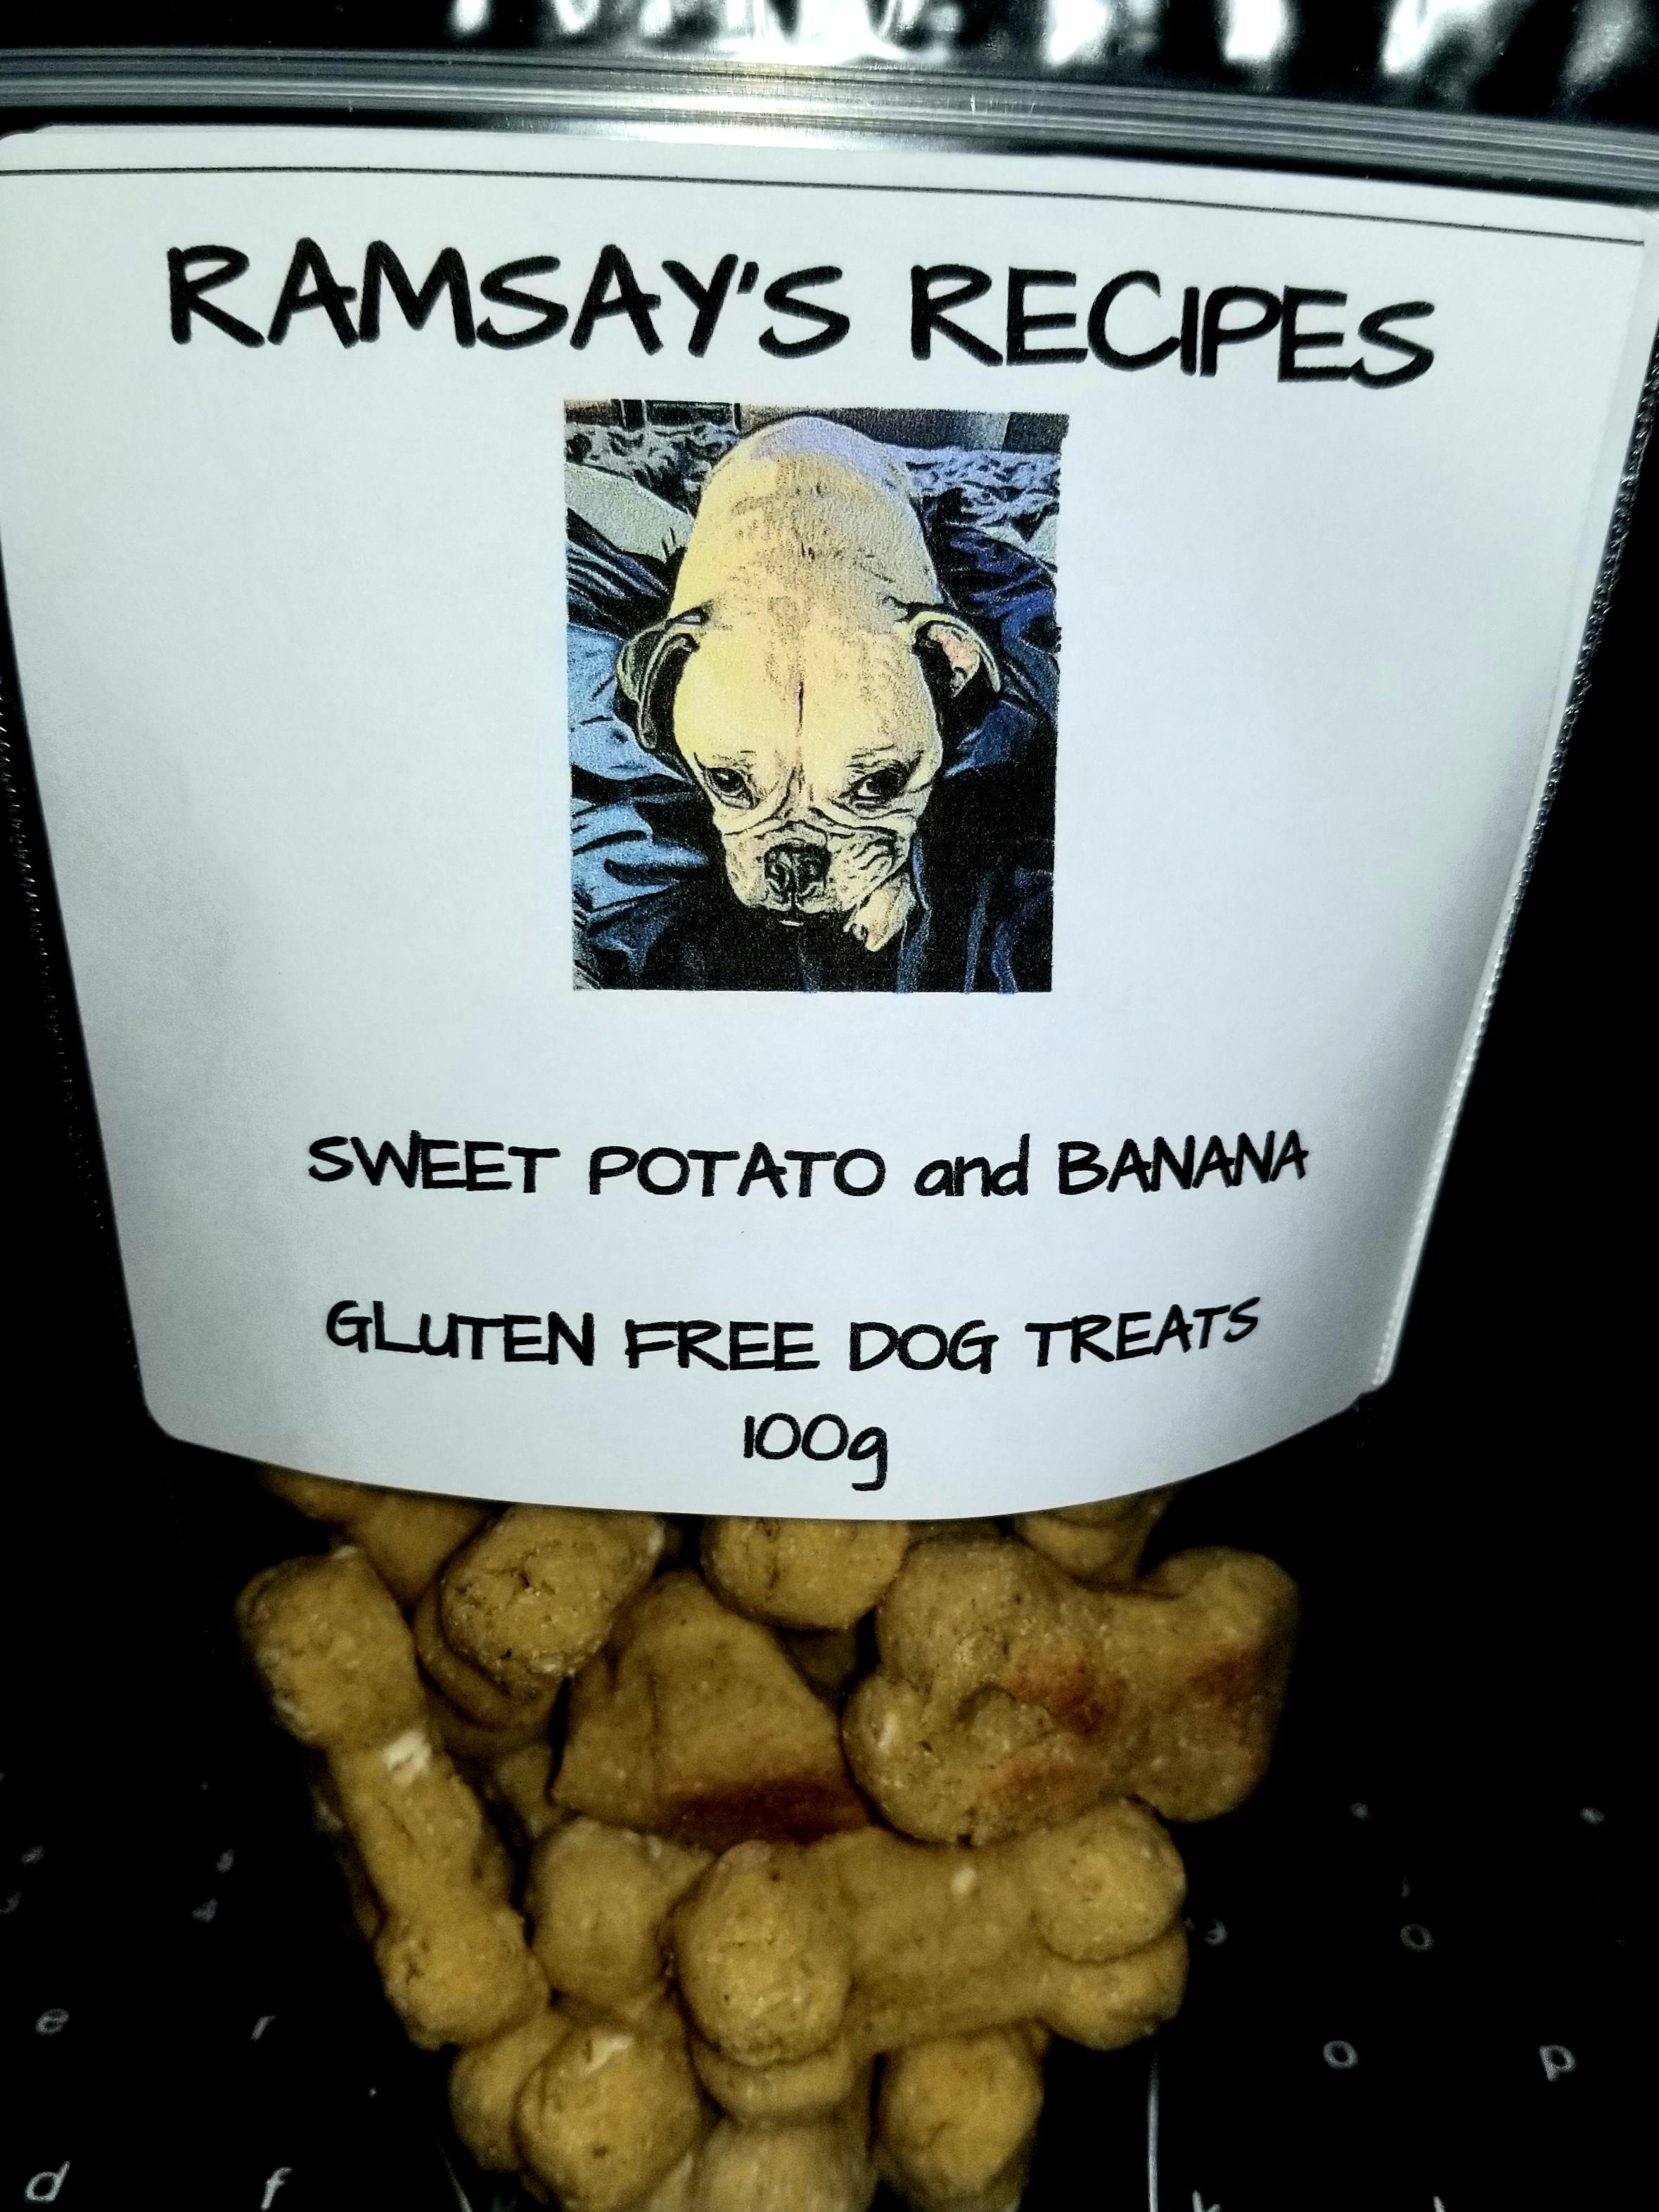 RAMSAY'S RECIPES
SWEET POTATO and BANANA
GLUTEN FREE DOG TREATS
100g
e r
o p
d f